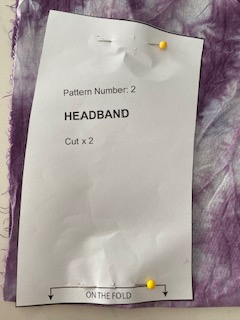 Pattern Number: 2
HEADBAND
Cut x 2
ON THE FOLD